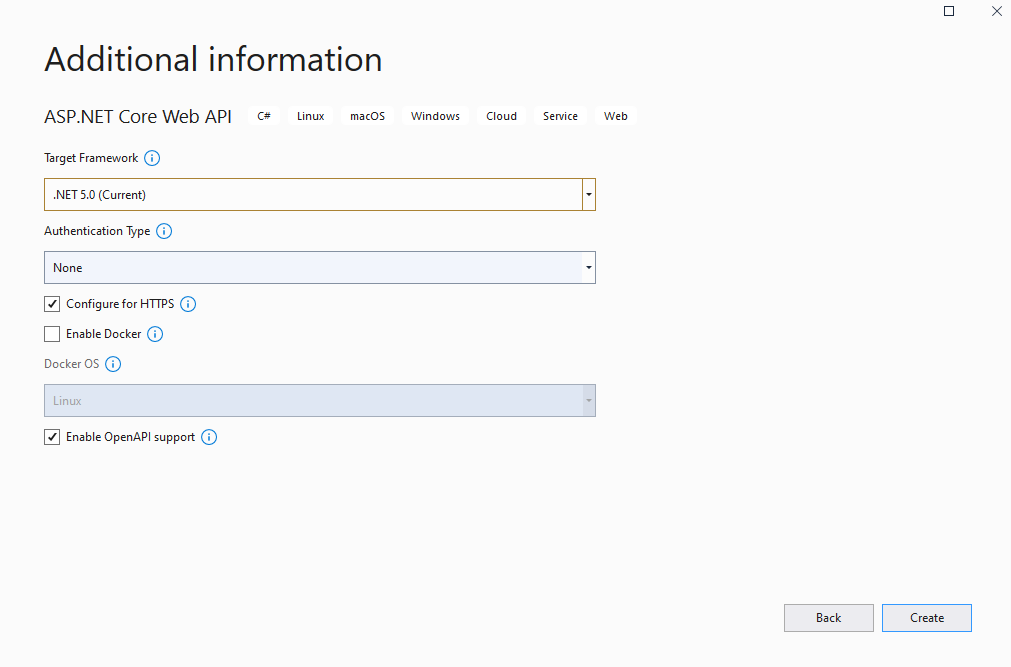 Additional information
ASP.NET Core Web API C# Linux macOS Windows Cloud Service Web
Target Framework
.NET 5.0 (Current)
Authentication Type
None
Configure for HTTPS
Enable Docker
Docker OS
Linux
Enable OpenAPI support
Back Create